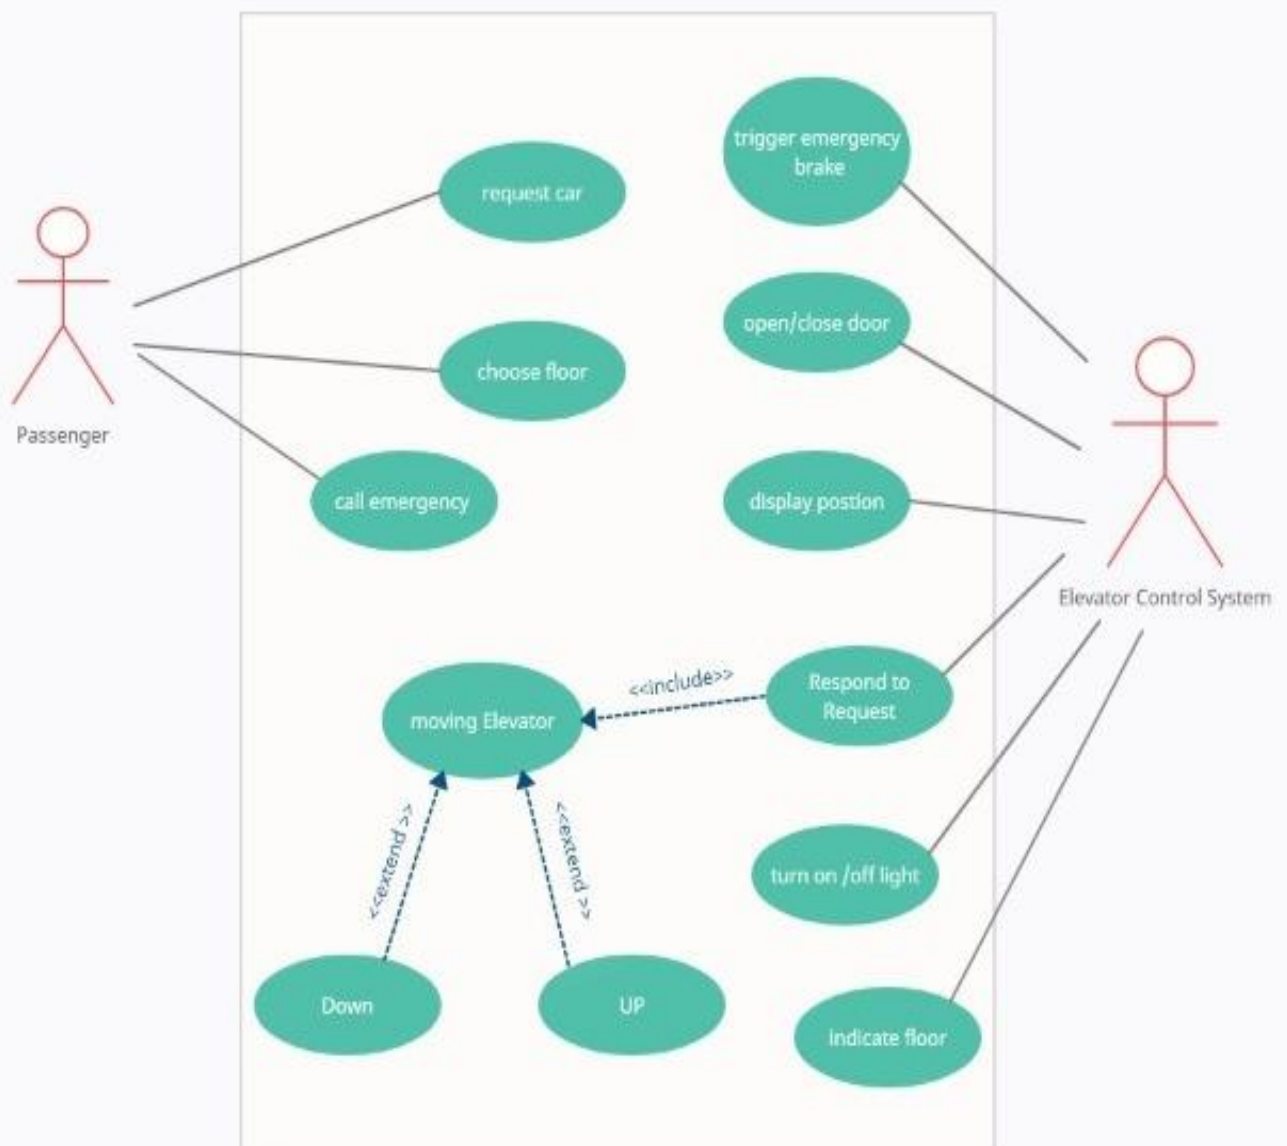 trigger emergency
brake
request car
open/close door
choose floor
Passenger
call emergency
display postion
Elevator Control System
<<include>>
Respond to
Request
moving Elevator
<<extend >>
<<extend >>
turn on /off light
Down
UP
indicate floor